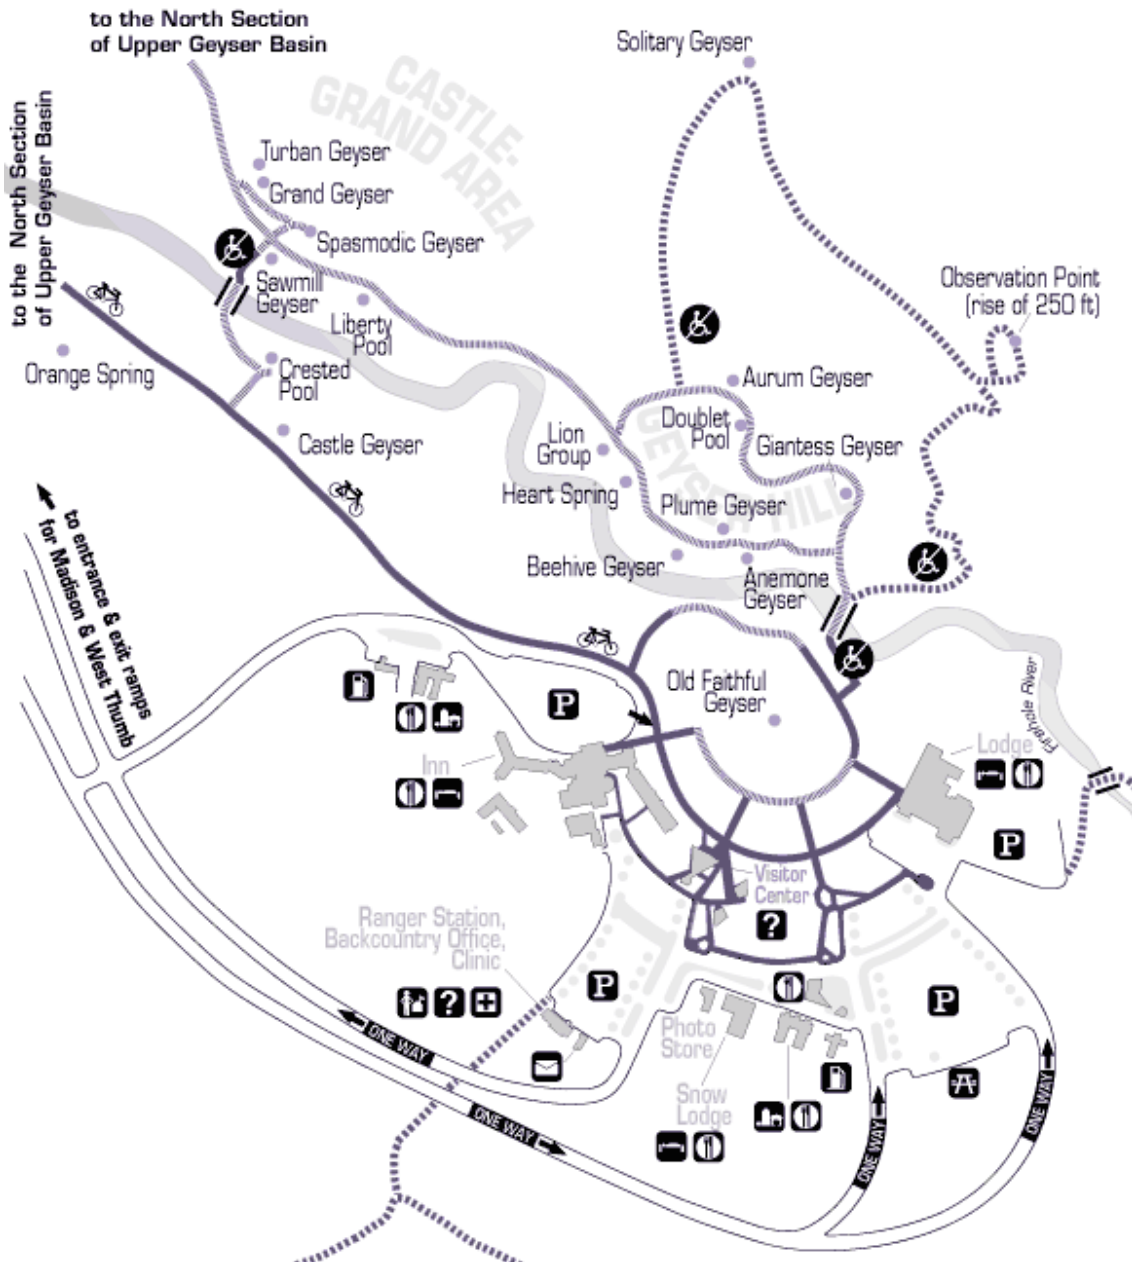 to the North Section
of Upper Geyser Basin
Solitary Geyser
CASTLE-
GRAND AREA
to the North Section
of Upper Geyser Basin
Turban Geyser
Grand Geyser
Spasmodic Geyser
Sawmill
Geyser
Liberty
Pool
Observation Point
(rise of 250 ft)
Orange Spring
Crested
Pool
Aurum Geyser
Castle Geyser
Lion
Group
Doublet
Pool
Giantess Geyser
GEYSER HILL
Heart Spring
Plume Geyser
Beehive Geyser
Anemone
Geyser
to entrance & exit ramps
for Madison & West Thumb
Old Faithful
Geyser
Firehole River
P
Inn
Lodge
P
Visitor
Center
?
Ranger Station,
Backcountry Office,
Clinic
?
P
P
Photo
Store
Snow
Lodge
ONE WAY
ONE WAY
ONE WAY
ONE WAY